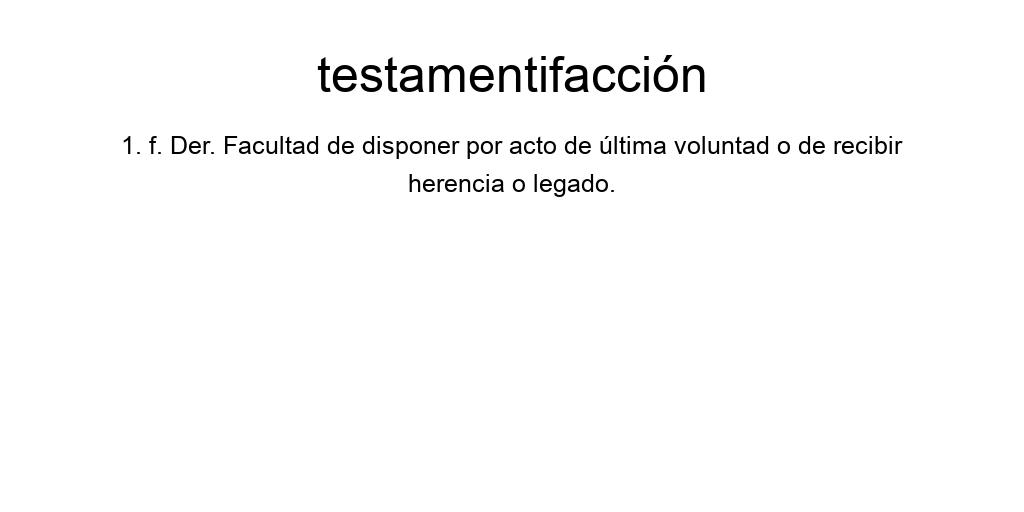 testamentifacción
1. f. Der. Facultad de disponer por acto de última voluntad o de recibir
herencia o legado.